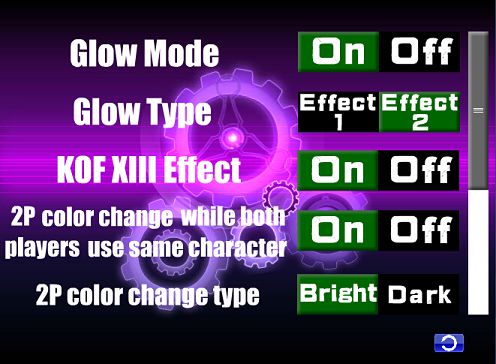 Glow Mode On Off
Glow Type Effect 1 Effect 2
KOF XIII Effect On Off
2P color change while both
players use same character On Off
2P color change type Bright Dark